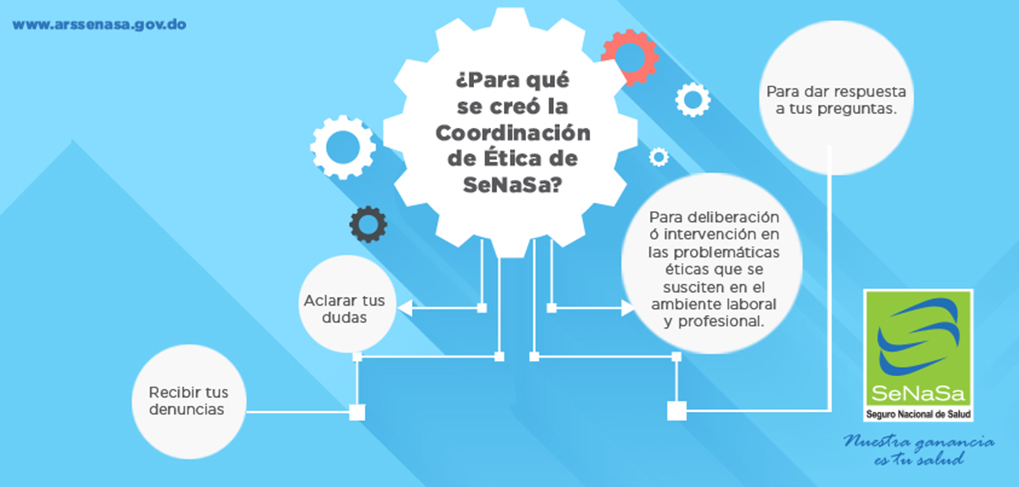 www.arssenasa.gov.do
¿Para qué
se creó la
Coordinación
de Ética de
SeNaSa?
Para dar respuesta
a tus preguntas.
Para deliberación
ó intervención en
las problemáticas
éticas que se
susciten en el
ambiente laboral
y profesional.
Aclarar tus
dudas
Recibir tus
denuncias
SeNaSa
Seguro Nacional de Salud
Nuestra ganancia
es tu salud